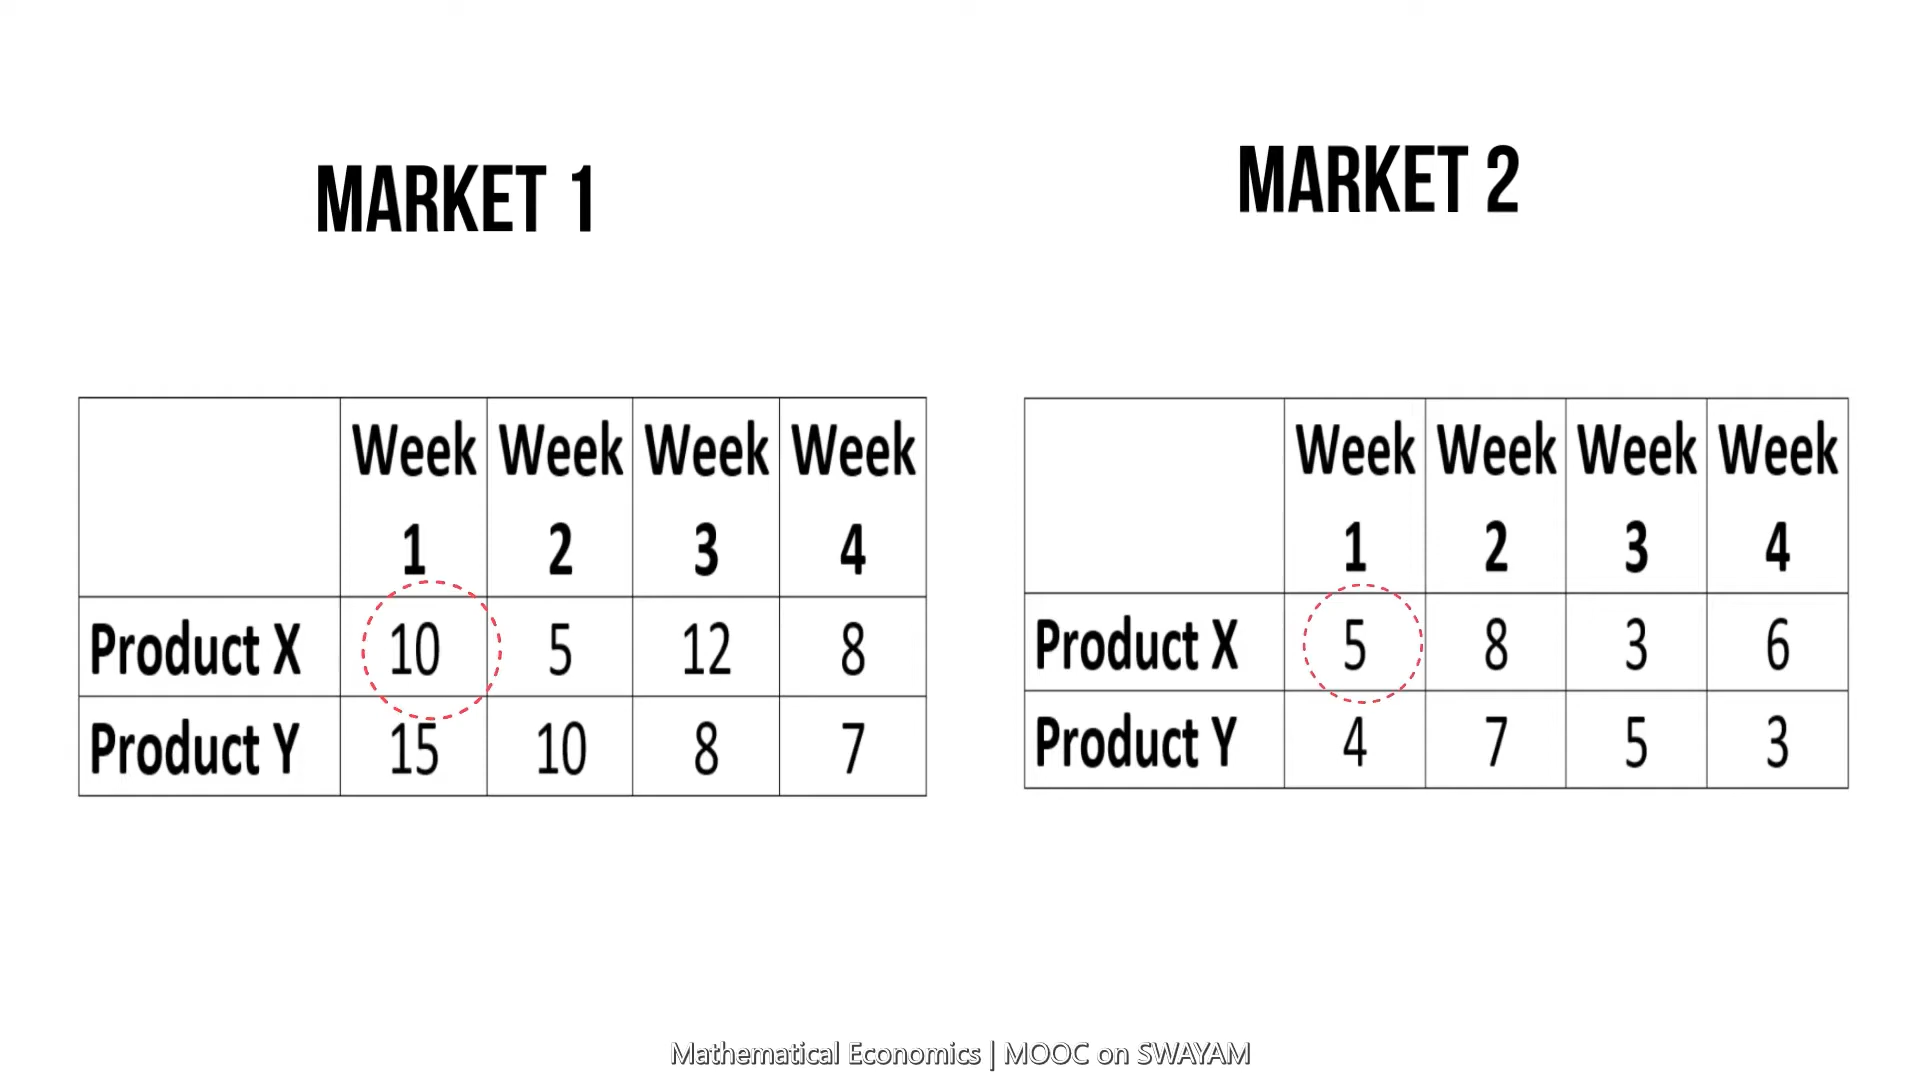 MARKET 1
Week Week Week Week
1 2 3 4
Product X 10 5 12 8
Product Y 15 10 8 7
MARKET 2
Week Week Week Week
1 2 3 4
Product X 5 8 3 6
Product Y 4 7 5 3
Mathematical Economics | MOOC on SWAYAM